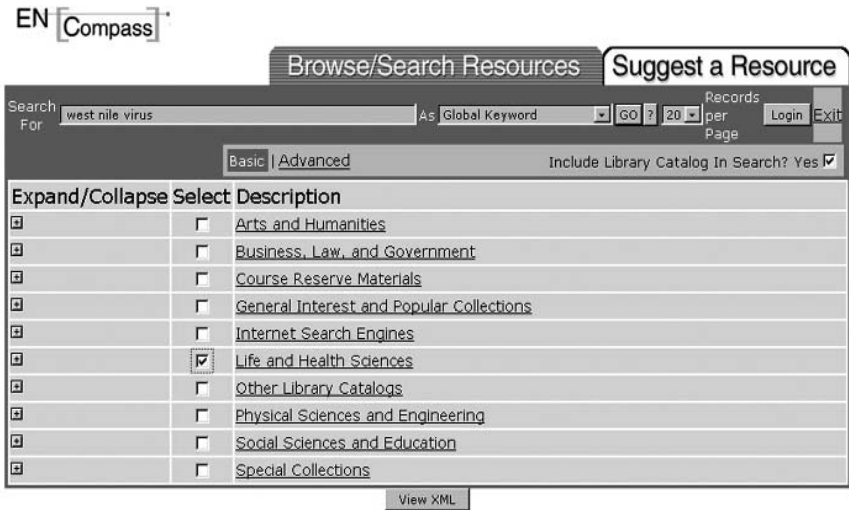 EN Compass
Browse/Search Resources Suggest a Resource
Search For west nile virus As Global Keyword GO ? 20 Records per Page Login Exit
Basic | Advanced Include Library Catalog In Search? Yes
Expand/Collapse Select Description
Arts and Humanities
Business, Law, and Government
Course Reserve Materials
General Interest and Popular Collections
Internet Search Engines
Life and Health Sciences
Other Library Catalogs
Physical Sciences and Engineering
Social Sciences and Education
Special Collections
View XML